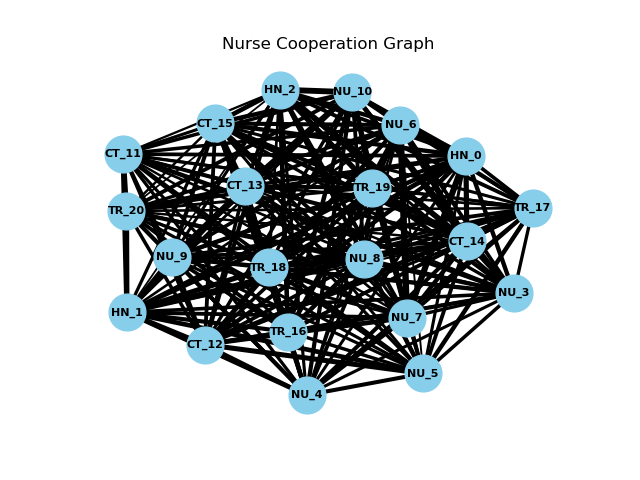 Nurse Cooperation Graph
HN_2
NU_10
CT_15
NU_6
CT_11
HN_0
CT_13
TR_19
TR_20
TR_17
CT_14
NU_9
NU_8
TR_18
NU_3
HN_1
NU_7
TR_16
CT_12
NU_5
NU_4